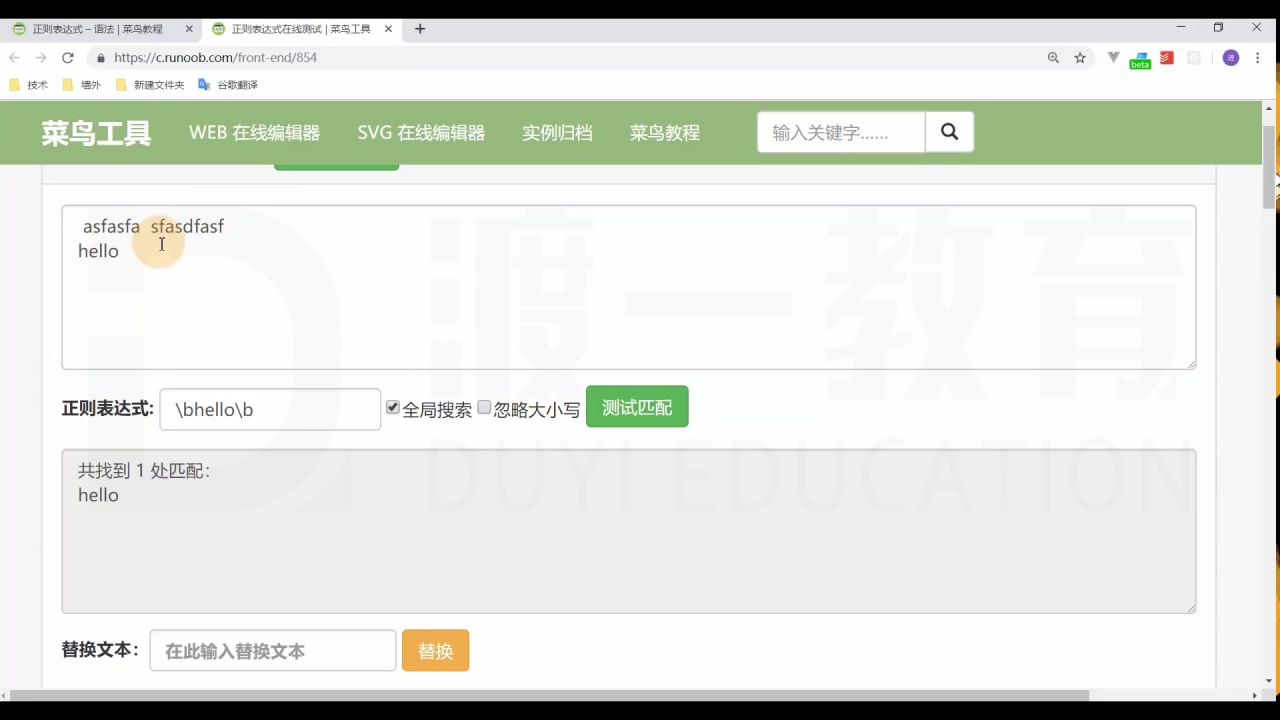 正则表达式 – 语法 | 菜鸟教程
正则表达式在线测试 | 菜鸟工具
https://c.runoob.com/front-end/854
beta
进
技术
墙外
新建文件夹
谷歌翻译
菜鸟工具
WEB 在线编辑器
SVG 在线编辑器
实例归档
菜鸟教程
输入关键字......
asfasfa sfasdfasf
hello
渡一教育
正则表达式:
\bhello\b
全局搜索
忽略大小写
测试匹配
共找到 1 处匹配：
hello
DUYI EDUCATION
替换文本：
在此输入替换文本
替换